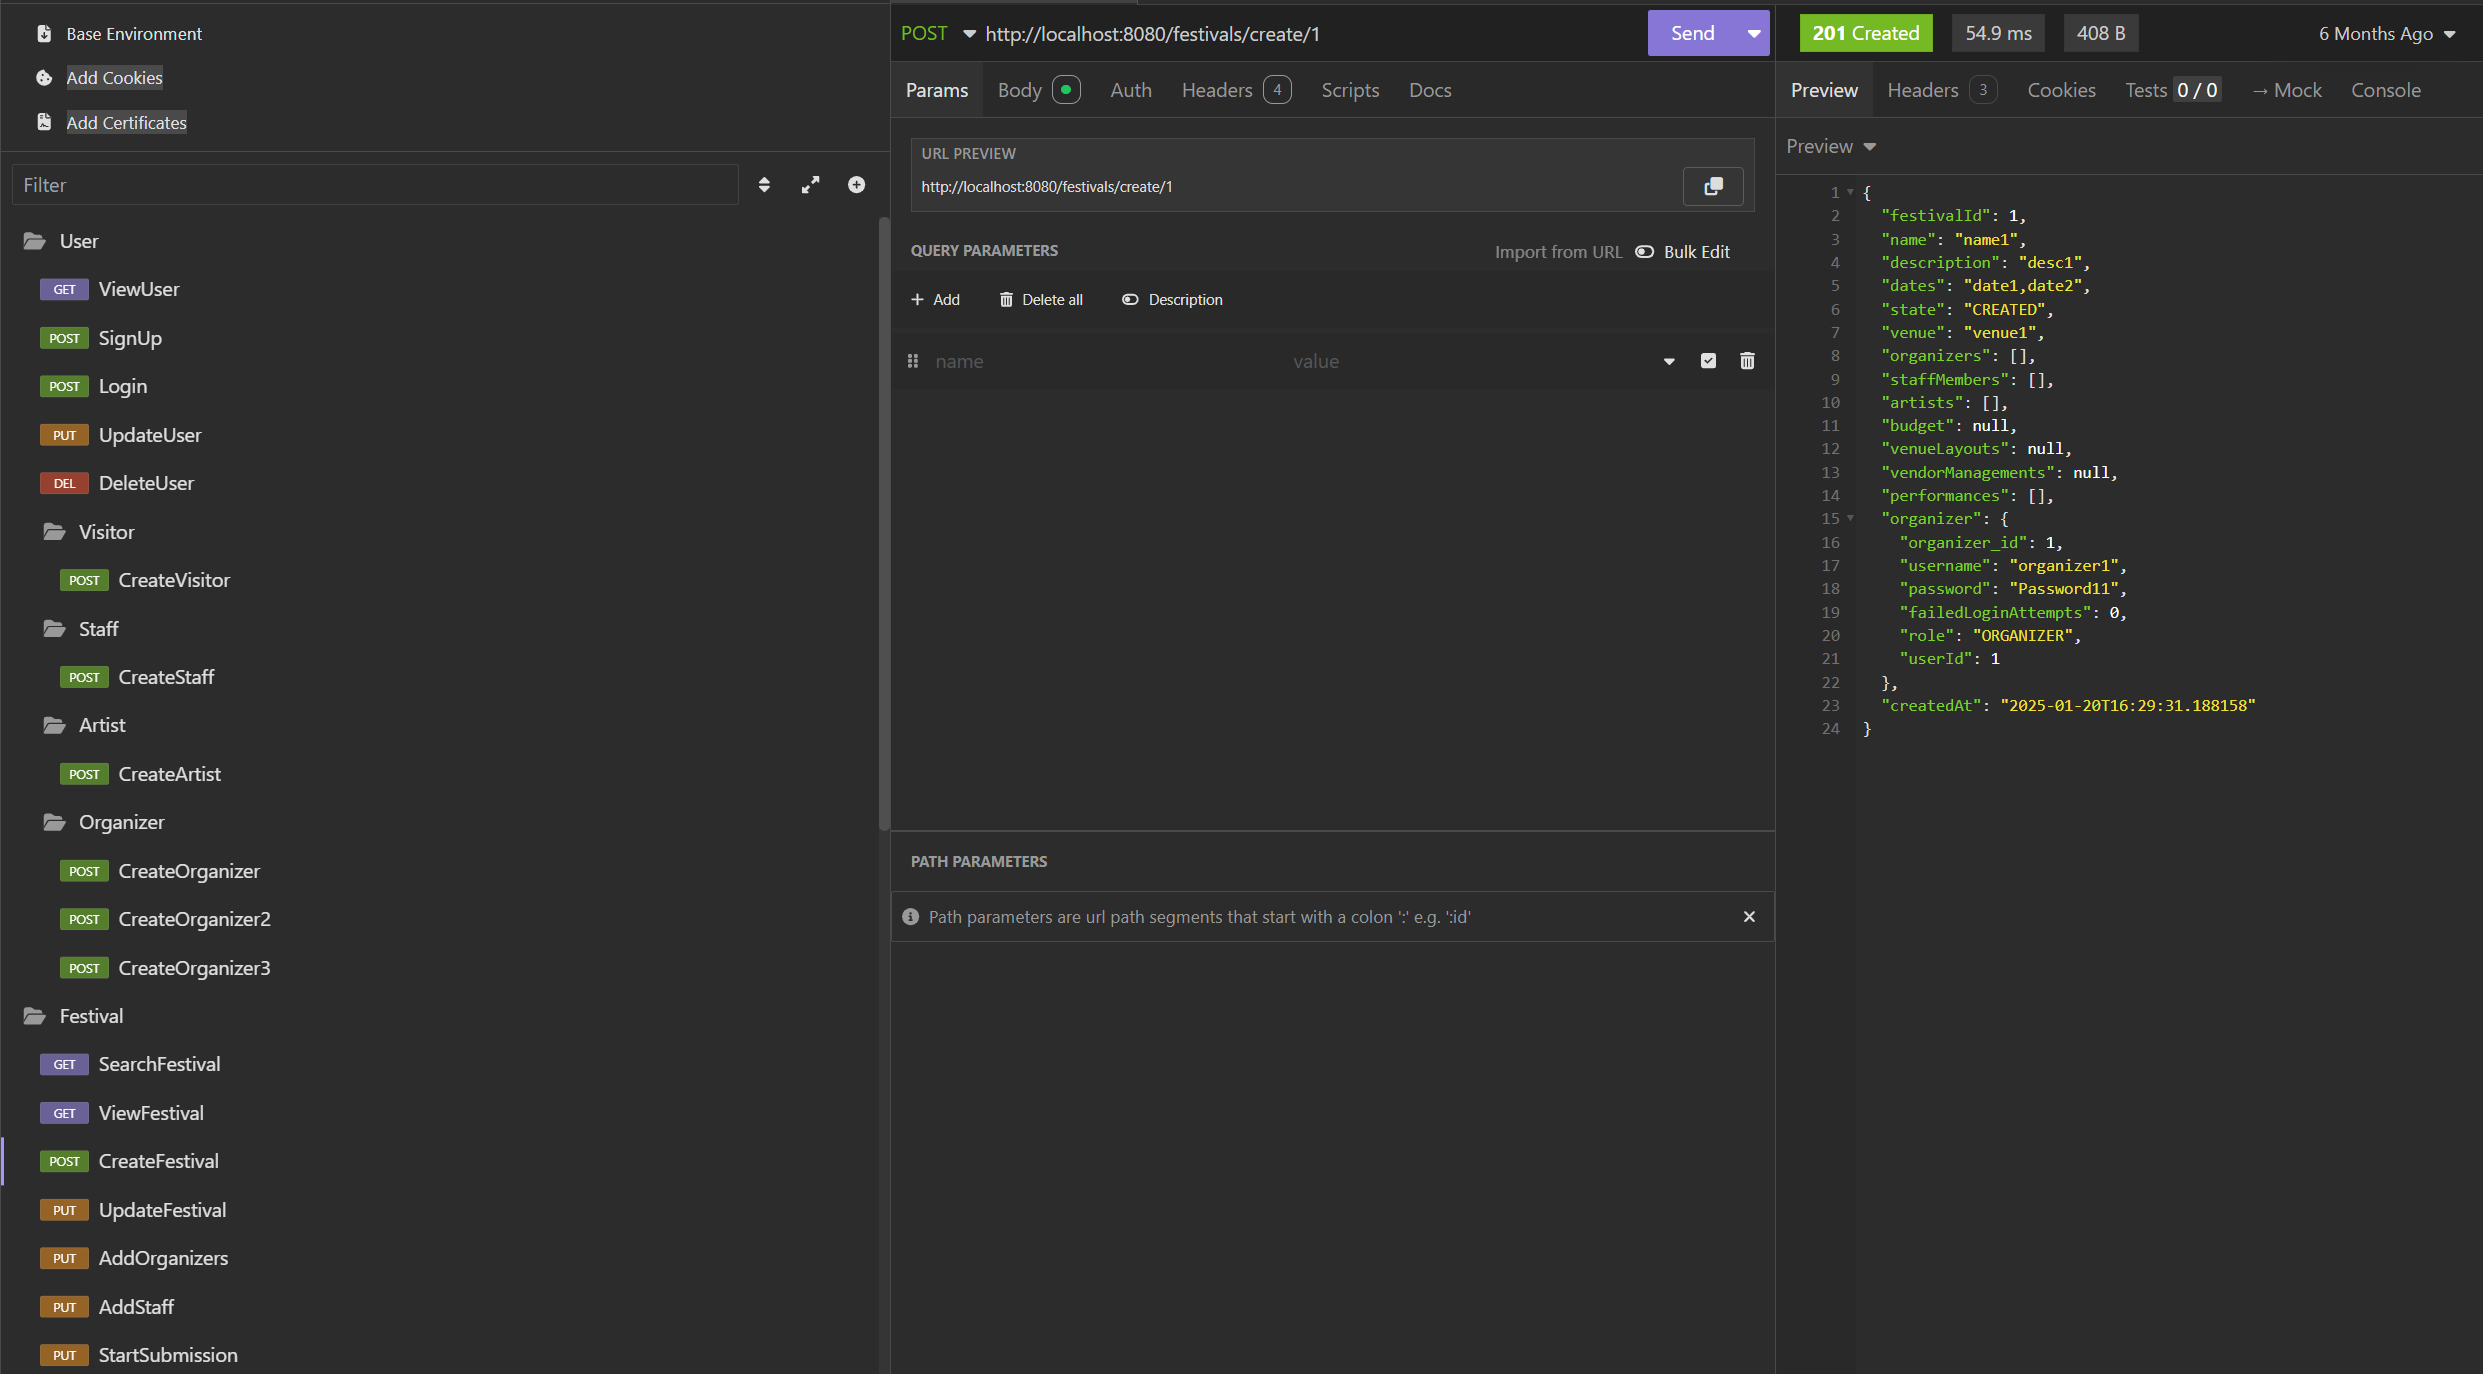 Base Environment
Add Cookies
Add Certificates
Filter
User
GET ViewUser
POST SignUp
POST Login
PUT UpdateUser
DEL DeleteUser
Visitor
POST CreateVisitor
Staff
POST CreateStaff
Artist
POST CreateArtist
Organizer
POST CreateOrganizer
POST CreateOrganizer2
POST CreateOrganizer3
Festival
GET SearchFestival
GET ViewFestival
POST CreateFestival
PUT UpdateFestival
PUT AddOrganizers
PUT AddStaff
PUT StartSubmission
POST http://localhost:8080/festivals/create/1 Send
Params Body Auth Headers 4 Scripts Docs
URL PREVIEW
http://localhost:8080/festivals/create/1
QUERY PARAMETERS Import from URL Bulk Edit
+ Add Delete all Description
name value
PATH PARAMETERS
Path parameters are url path segments that start with a colon ':' e.g. ':id'
201 Created 54.9 ms 408 B 6 Months Ago
Preview Headers 3 Cookies Tests 0 / 0 → Mock Console
Preview
1 {
2 "festivalId": 1,
3 "name": "name1",
4 "description": "desc1",
5 "dates": "date1,date2",
6 "state": "CREATED",
7 "venue": "venue1",
8 "organizers": [],
9 "staffMembers": [],
10 "artists": [],
11 "budget": null,
12 "venueLayouts": null,
13 "vendorManagements": null,
14 "performances": [],
15 "organizer": {
16 "organizer_id": 1,
17 "username": "organizer1",
18 "password": "Password11",
19 "failedLoginAttempts": 0,
20 "role": "ORGANIZER",
21 "userId": 1
22 },
23 "createdAt": "2025-01-20T16:29:31.188158"
24 }